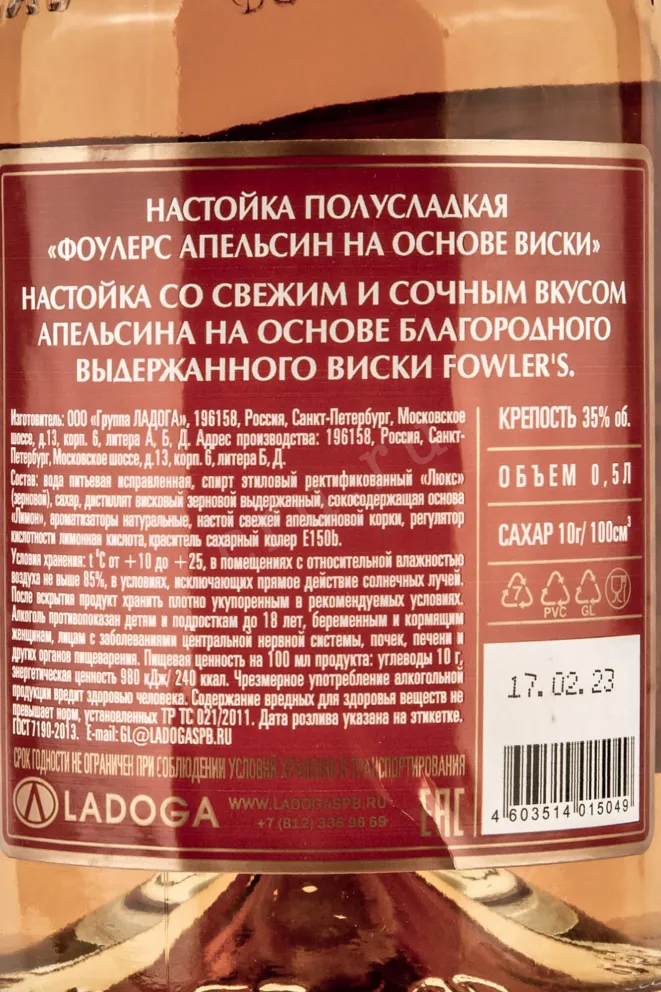 НАСТОЙКА ПОЛУСЛАДКАЯ
«ФОУЛЕРС АПЕЛЬСИН НА ОСНОВЕ ВИСКИ»
НАСТОЙКА СО СВЕЖИМ И СОЧНЫМ ВКУСОМ
АПЕЛЬСИНА НА ОСНОВЕ БЛАГОРОДНОГО
ВЫДЕРЖАННОГО ВИСКИ FOWLER'S.
Изготовитель: ООО «Группа ЛАДОГА», 196158, Россия, Санкт-Петербург, Московское
шоссе, д.13, корп. 6, литера А, Б, Д. Адрес производства: 196158, Россия, Санкт-
Петербург, Московское шоссе, д.13, корп. 6, литера Б, Д.
Состав: вода питьевая исправленная, спирт этиловый ректификованный «Люкс»
(зерновой), сахар, дистиллят висковый зерновой выдержанный, сокосодержащая основа
«Лимон», ароматизаторы натуральные, настой свежей апельсиновой корки, регулятор
кислотности лимонная кислота, краситель сахарный колер Е150b.
Условия хранения: t °С от +10 до +25, в помещениях с относительной влажностью
воздуха не выше 85%, в условиях, исключающих прямое действие солнечных лучей.
После вскрытия продукт хранить плотно укупоренным в рекомендуемых условиях.
Алкоголь противопоказан детям и подросткам до 18 лет, беременным и кормящим
женщинам, лицам с заболеваниями центральной нервной системы, почек, печени и
других органов пищеварения. Пищевая ценность на 100 мл продукта: углеводы 10 г,
энергетическая ценность 980 кДж/ 240 ккал. Чрезмерное употребление алкогольной
продукции вредит здоровью человека. Содержание вредных для здоровья веществ не
превышает норм, установленных ТР ТС 021/2011. Дата розлива указана на этикетке.
ГОСТ 7190-2013. E-mail: GL@LADOGASPB.RU
СРОК ГОДНОСТИ НЕ ОГРАНИЧЕН ПРИ СОБЛЮДЕНИИ УСЛОВИЙ ХРАНЕНИЯ И ТРАНСПОРТИРОВАНИЯ
LADOGA
WWW.LADOGASPB.RU
+7 (812) 336 96 69
EAC
КРЕПОСТЬ 35% об.
ОБЪЕМ 0,5Л
САХАР 10г/100см³
7
PVC
GL
17.02.23
4 603514 015049